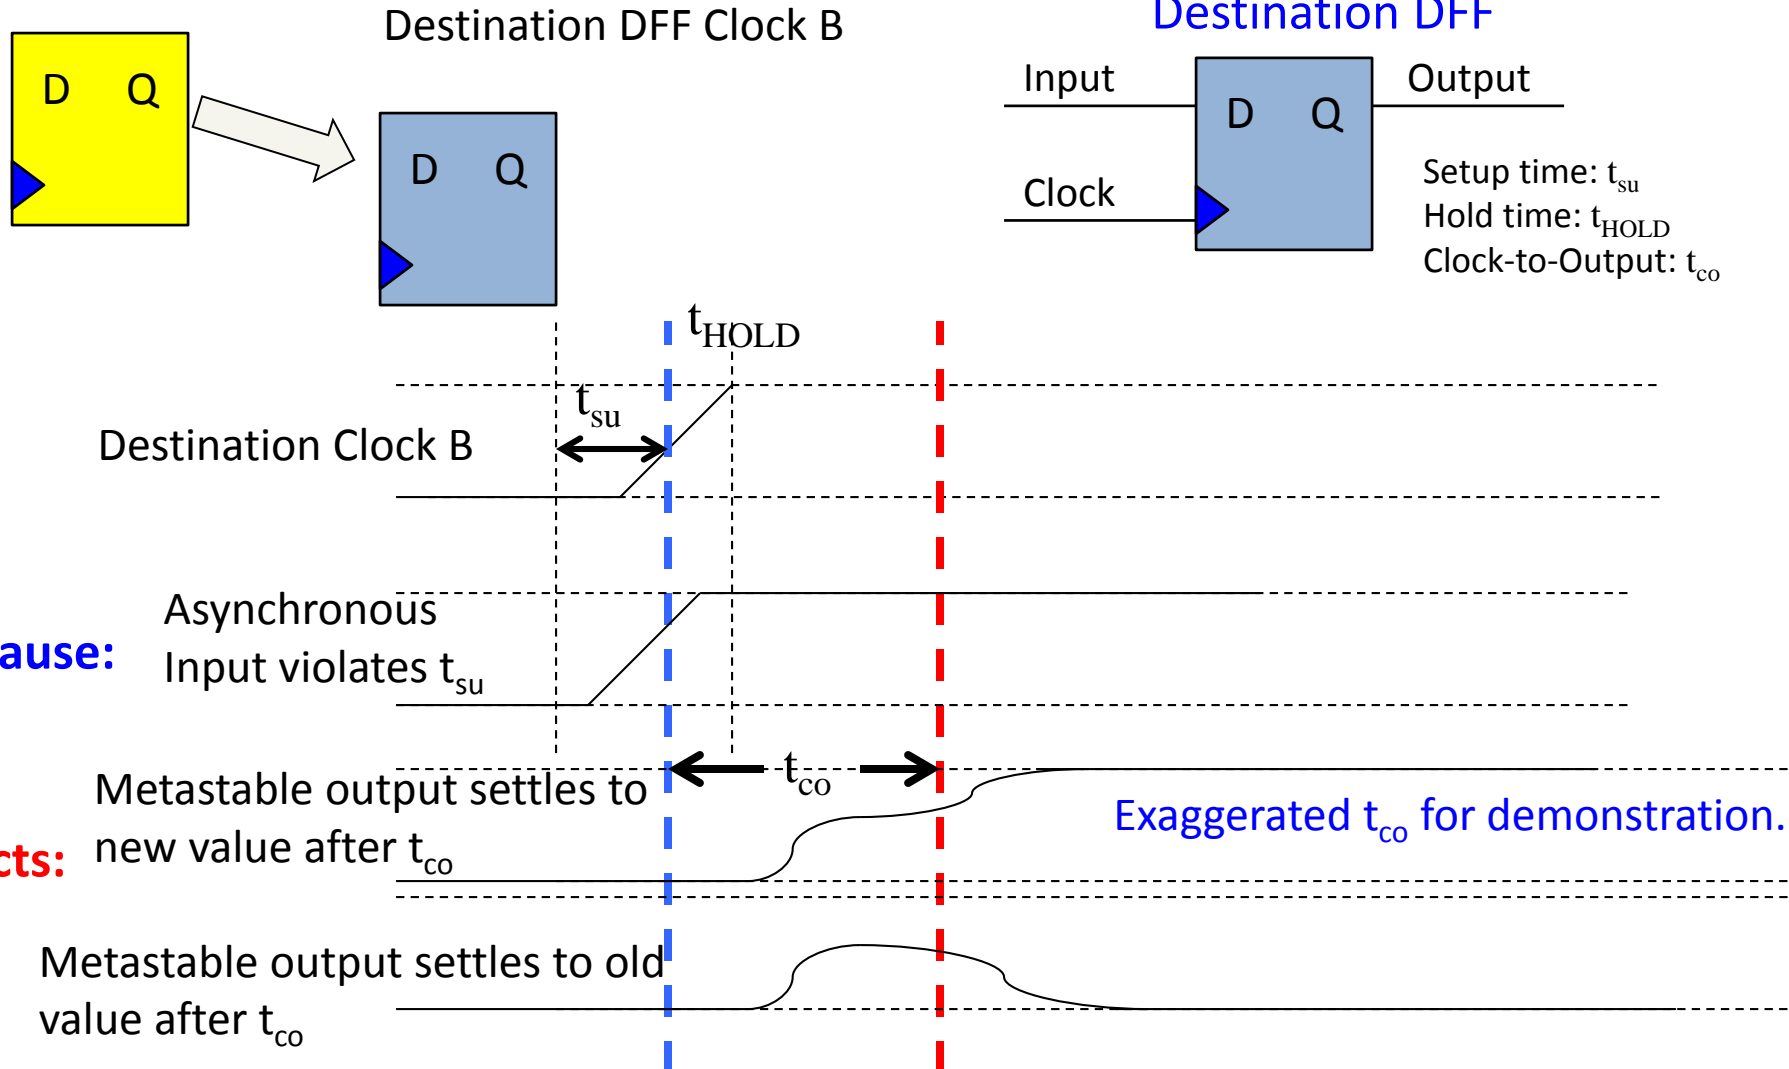 Destination DFF Clock B
Destination DFF
D Q
D Q
Input
Output
D Q
Clock
Setup time: tsu
Hold time: tHOLD
Clock-to-Output: tco
tHOLD
tsu
Destination Clock B
Asynchronous
Input violates tsu
ause:
tco
Metastable output settles to
new value after tco
Exaggerated tco for demonstration.
cts:
Metastable output settles to old
value after tco